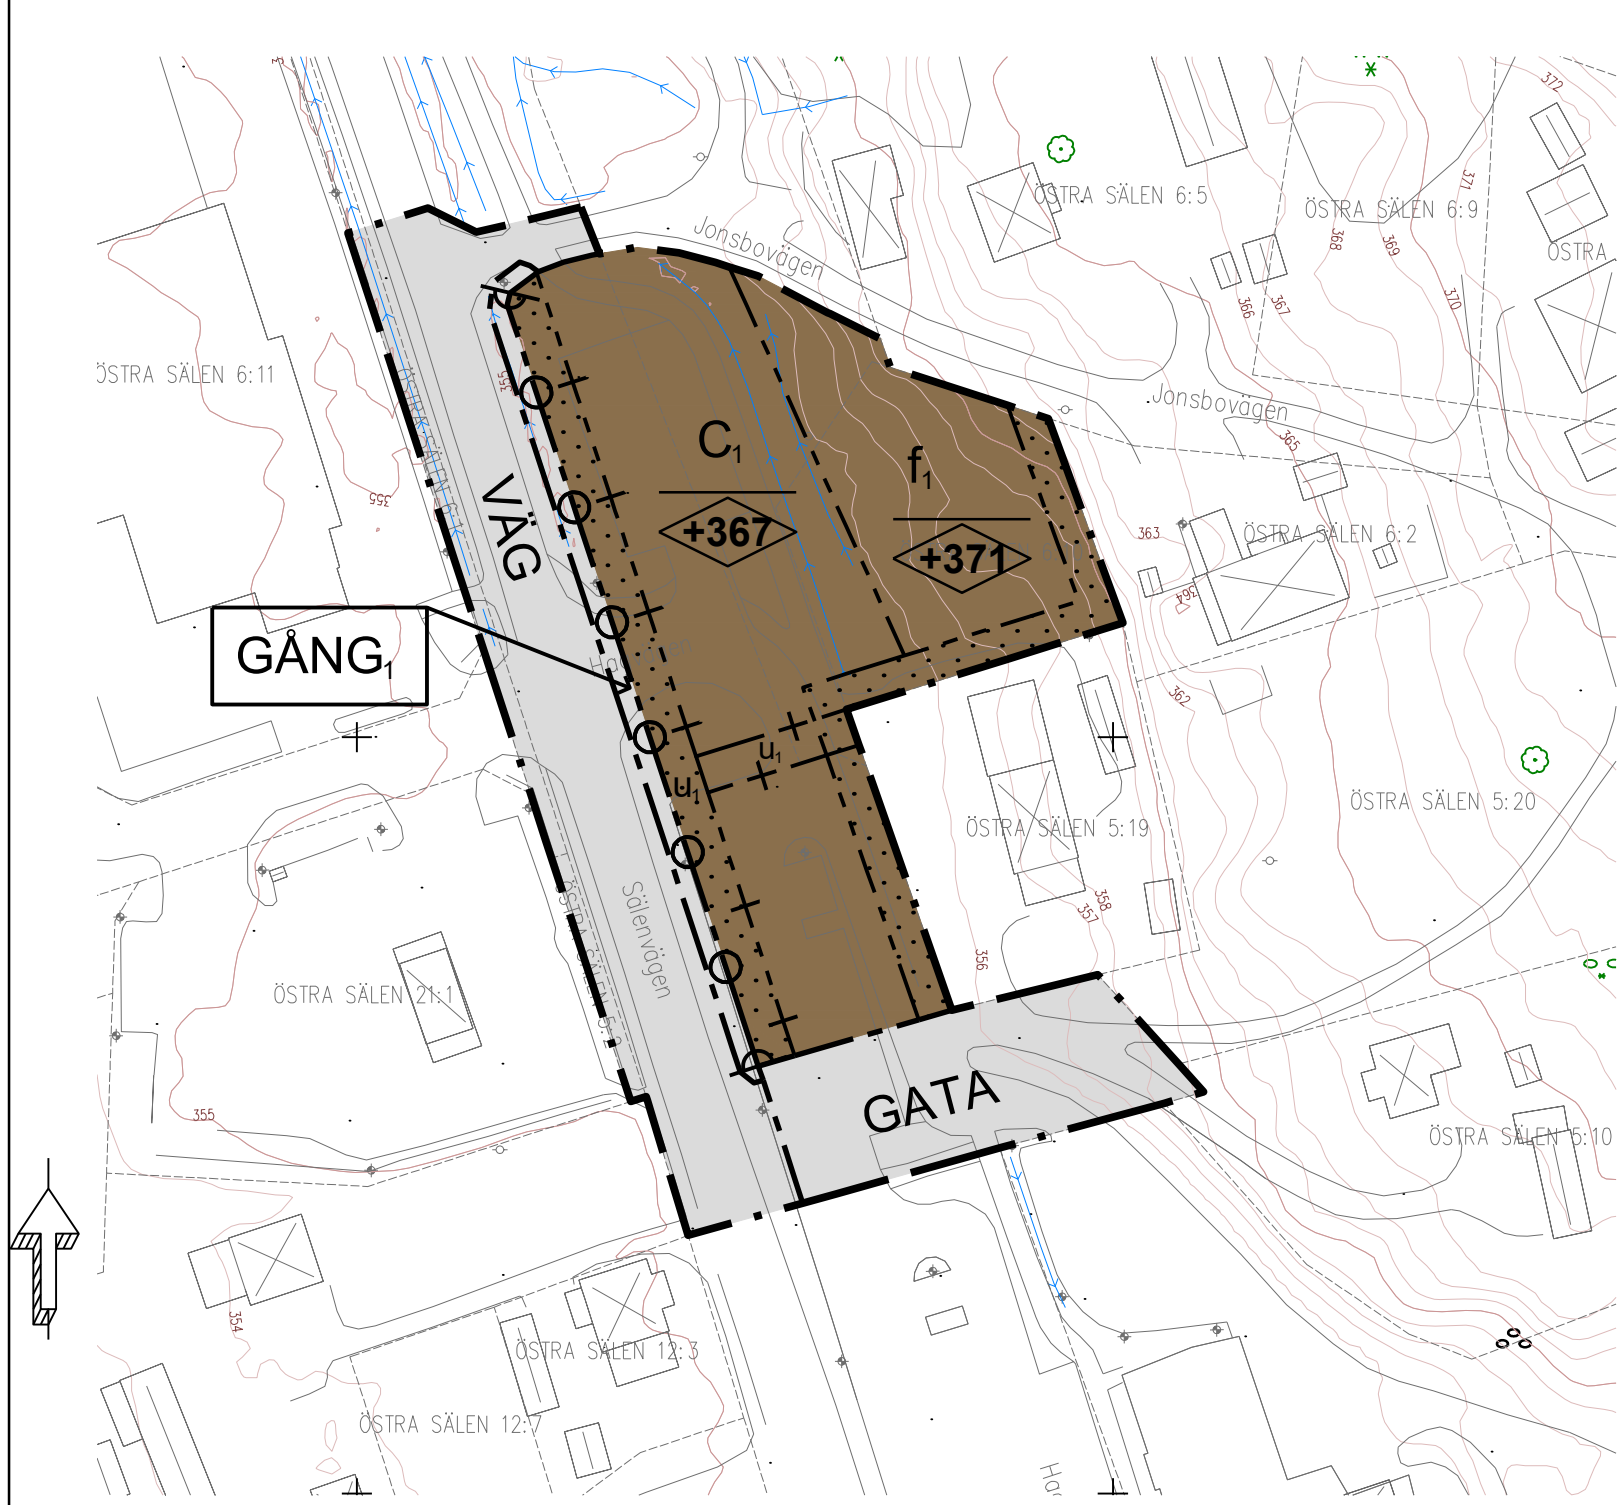 372
Jonsbovägen
ÖSTRA SÄLEN 6:5
ÖSTRA SÄLEN 6:9
371
368
369
ÖSTRA
370
366
367
ÖSTRA SÄLEN 6:11
355
Jonsbovägen
365
C1
f1
+367
+371
VÄG
355
363
ÖSTRA SÄLEN 6:2
364
GÅNG1
362
u1
u1
ÖSTRA SÄLEN 5:20
ÖSTRA SÄLEN 5:19
358
357
356
Sälenvägen
ÖSTRA SÄLEN 21:1
GATA
355
ÖSTRA SÄLEN 5:10
354
ÖSTRA SÄLEN 12:3
ÖSTRA SÄLEN 12:7